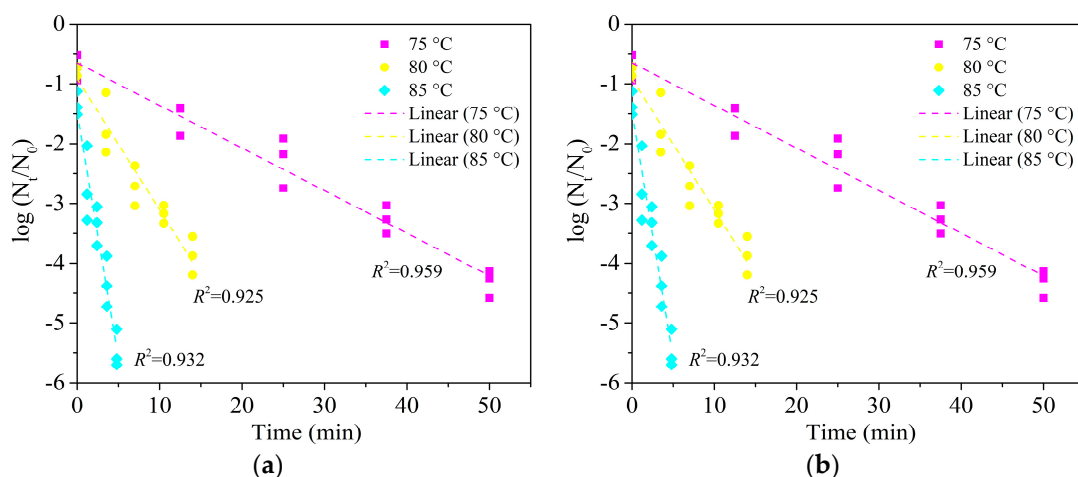 0
-1
-2
-3
-4
-5
-6
log (Nt/N0)
75 °C
80 °C
85 °C
Linear (75 °C)
Linear (80 °C)
Linear (85 °C)
R²=0.959
R²=0.925
R²=0.932
0 10 20 30 40 50
Time (min)
(a)
0
-1
-2
-3
-4
-5
-6
log (Nt/N0)
75 °C
80 °C
85 °C
Linear (75 °C)
Linear (80 °C)
Linear (85 °C)
R²=0.959
R²=0.925
R²=0.932
0 10 20 30 40 50
Time (min)
(b)